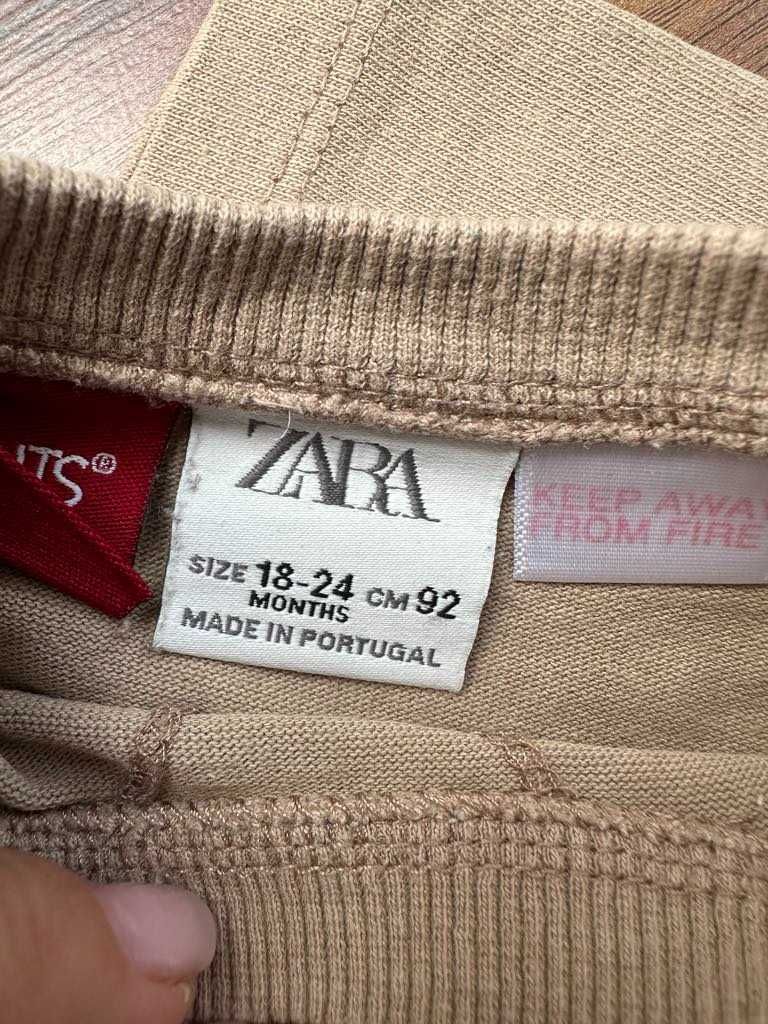 ZARA
SIZE 18-24 CM 92
MONTHS
MADE IN PORTUGAL
KEEP AWAY
FROM FIRE